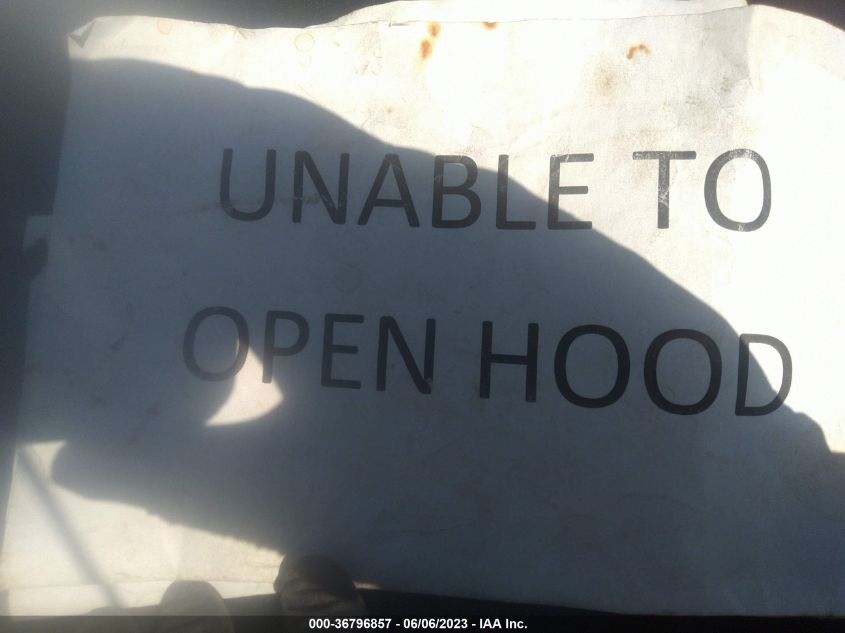 UNABLE TO
OPEN HOOD
000-36796857 - 06/06/2023 - IAA Inc.